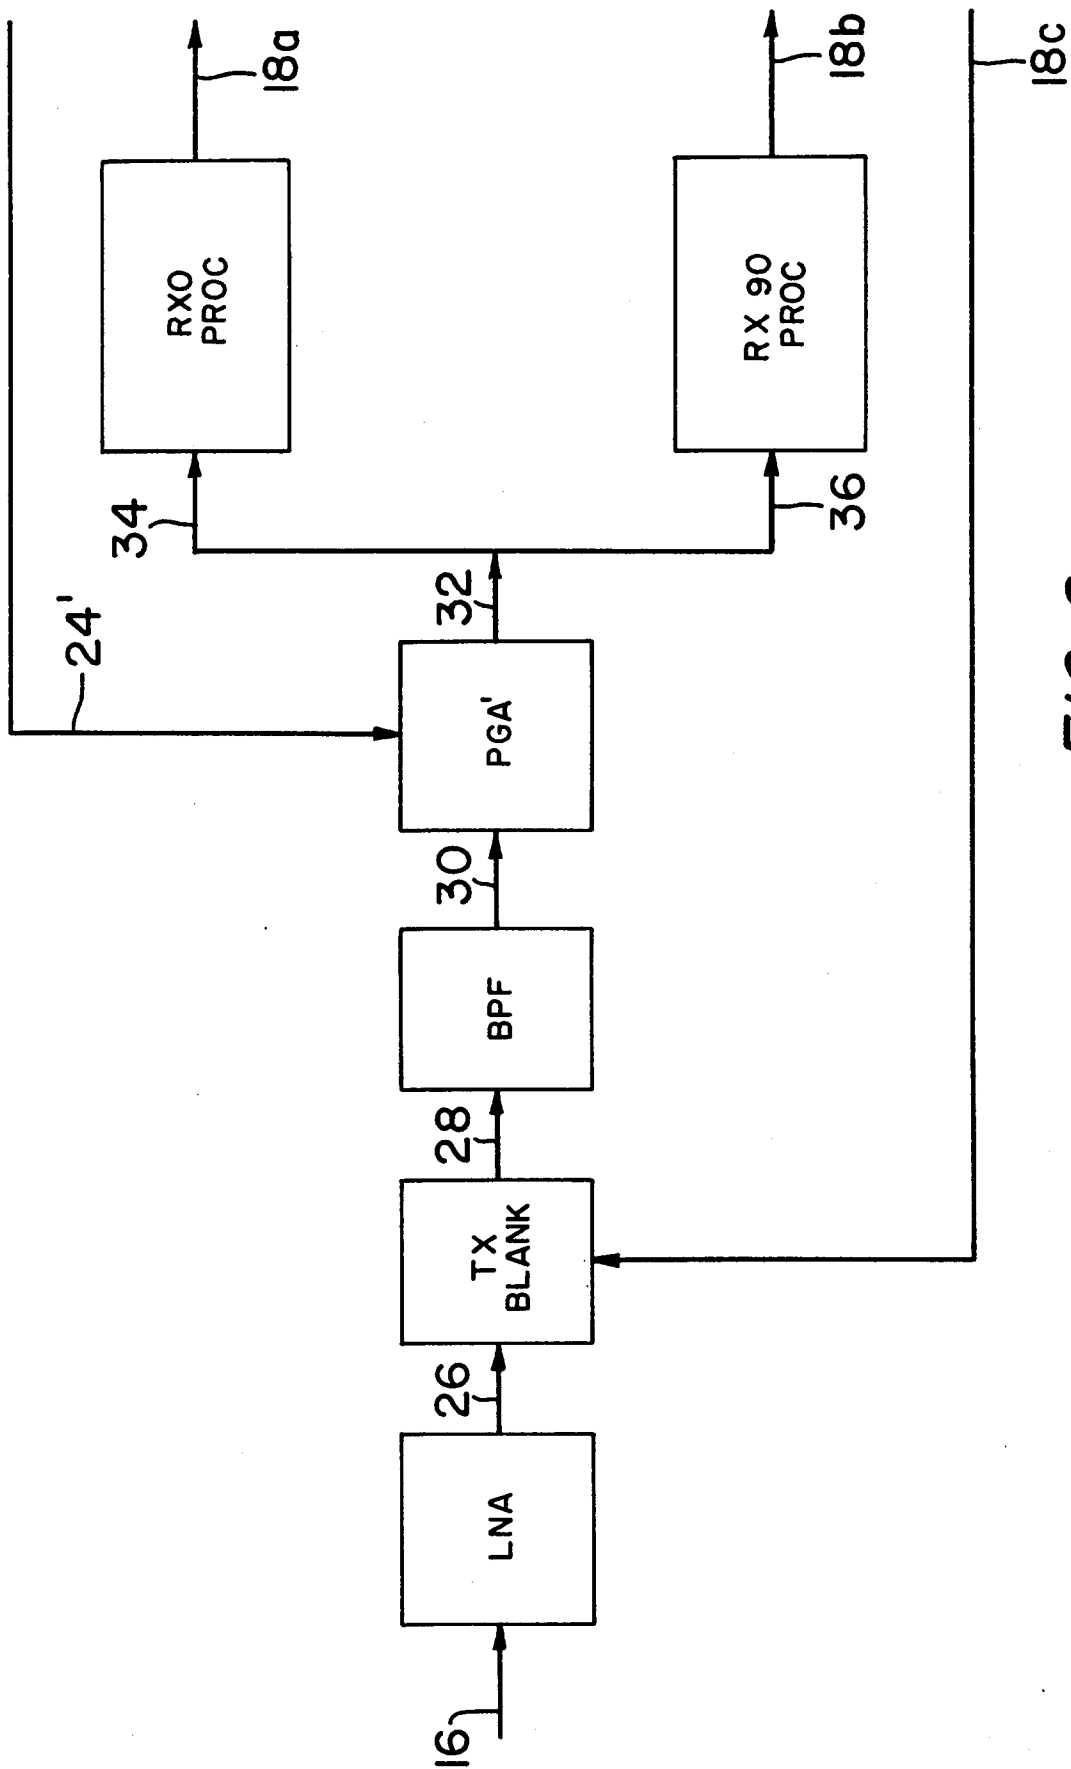 24'
RX0
PROC
18a
34
16
LNA
26
TX
BLANK
28
BPF
30
PGA'
32
36
RX 90
PROC
18b
18c